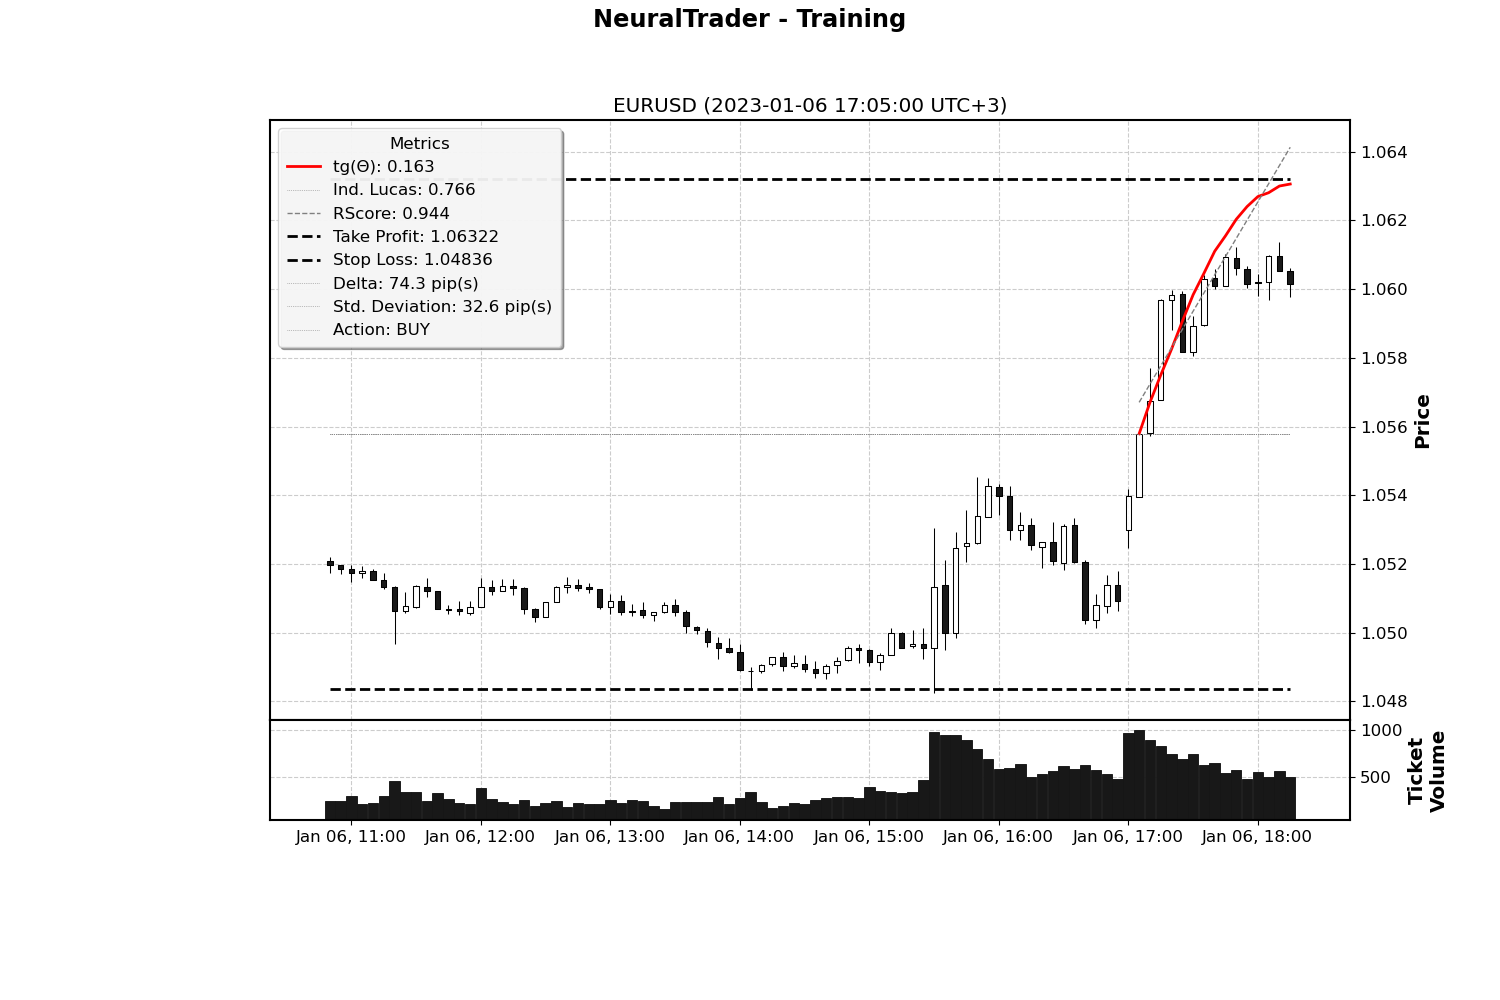 NeuralTrader - Training
EURUSD (2023-01-06 17:05:00 UTC+3)
Metrics
tg(Θ): 0.163
Ind. Lucas: 0.766
RScore: 0.944
Take Profit: 1.06322
Stop Loss: 1.04836
Delta: 74.3 pip(s)
Std. Deviation: 32.6 pip(s)
Action: BUY
1.064
1.062
1.060
1.058
1.056
1.054
1.052
1.050
1.048
Price
1000
500
Ticket
Volume
Jan 06, 11:00
Jan 06, 12:00
Jan 06, 13:00
Jan 06, 14:00
Jan 06, 15:00
Jan 06, 16:00
Jan 06, 17:00
Jan 06, 18:00